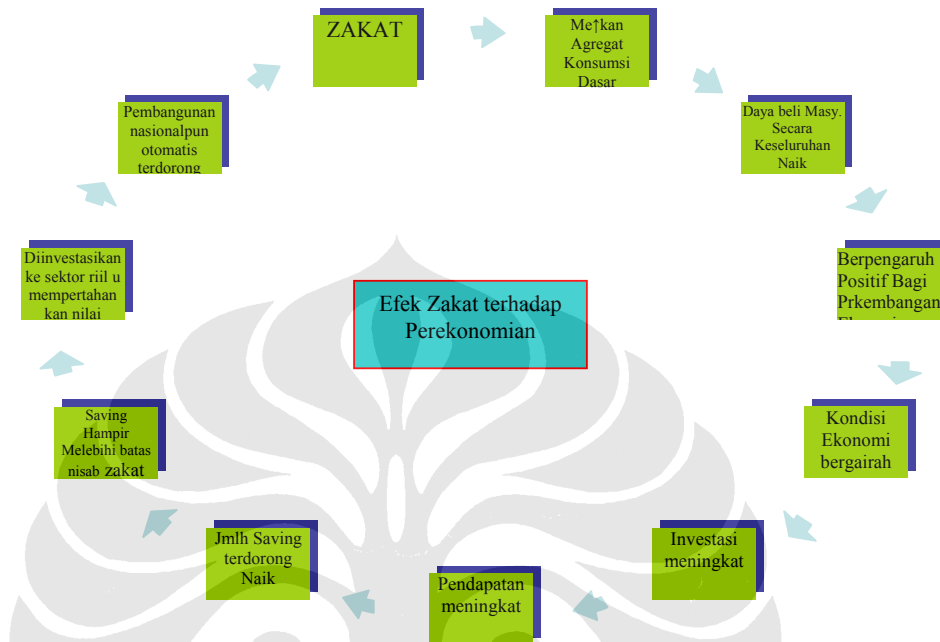 ZAKAT
Me↑kan
Agregat
Konsumsi
Dasar
Daya beli Masy.
Secara
Keseluruhan
Naik
Berpengaruh
Positif Bagi
Prkembangan
Kondisi
Ekonomi
bergairah
Investasi
meningkat
Pendapatan
meningkat
Jmlh Saving
terdorong
Naik
Saving
Hampir
Melebihi batas
nisab zakat
Diinvestasikan
ke sektor riil u
mempertahan
kan nilai
Pembangunan
nasionalpun
otomatis
terdorong
Efek Zakat terhadap
Perekonomian